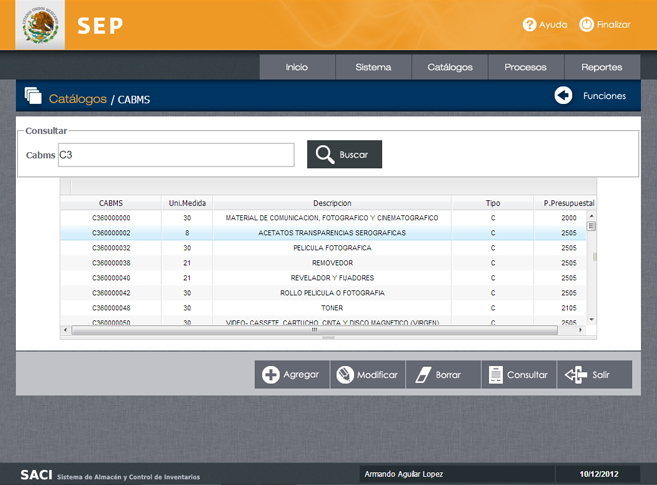 SEP
Ayuda Finalizar
Inicio Sistema Catálogos Procesos Reportes
Catálogos / CABMS
Funciones
Consultar
Cabms C3 Buscar
CABMS Uni.Medida Descripcion Tipo P.Presupuestal
C360000000 30 MATERIAL DE COMUNICACION, FOTOGRAFICO Y CINEMATOGRAFICO C 2000
C360000002 8 ACETATOS TRANSPARENCIAS SEROGRAFICAS C 2505
C360000032 30 PELICULA FOTOGRAFICA C 2505
C360000038 21 REMOVEDOR C 2505
C360000040 21 REVELADOR Y FIJADORES C 2505
C360000042 30 ROLLO PELICULA O FOTOGRAFIA C 2505
C360000048 30 TONER C 2105
C360000050 30 VIDEO- CASSETE, CARTUCHO, CINTA Y DISCO MAGNETICO (VIRGEN) C 2505
Agregar Modificar Borrar Consultar Salir
SACI Sistema de Almacén y Control de Inventarios
Armando Aguilar Lopez
10/12/2012